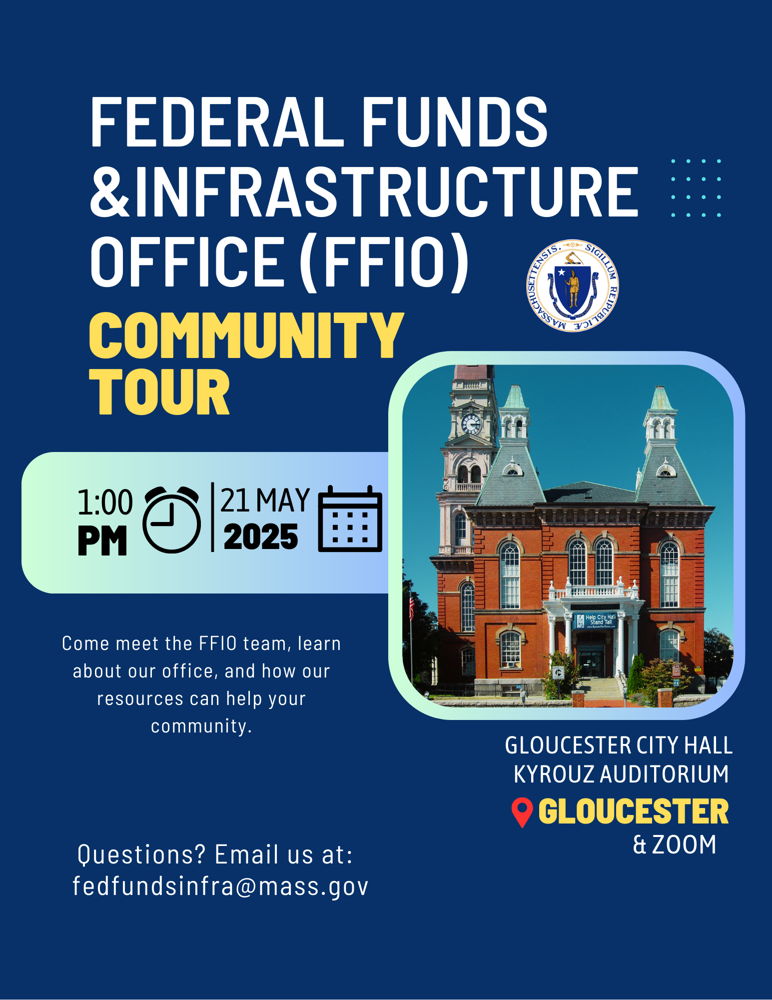 FEDERAL FUNDS
&INFRASTRUCTURE
OFFICE (FFIO)
COMMUNITY
TOUR
SIGILLUM REIPUBLICÆ MASSACHUSETTENSIS.
1:00
PM
21 MAY
2025
Help City Hall
Stand Tall
Come meet the FFIO team, learn
about our office, and how our
resources can help your
community.
GLOUCESTER CITY HALL
KYROUZ AUDITORIUM
GLOUCESTER
& ZOOM
Questions? Email us at:
fedfundsinfra@mass.gov